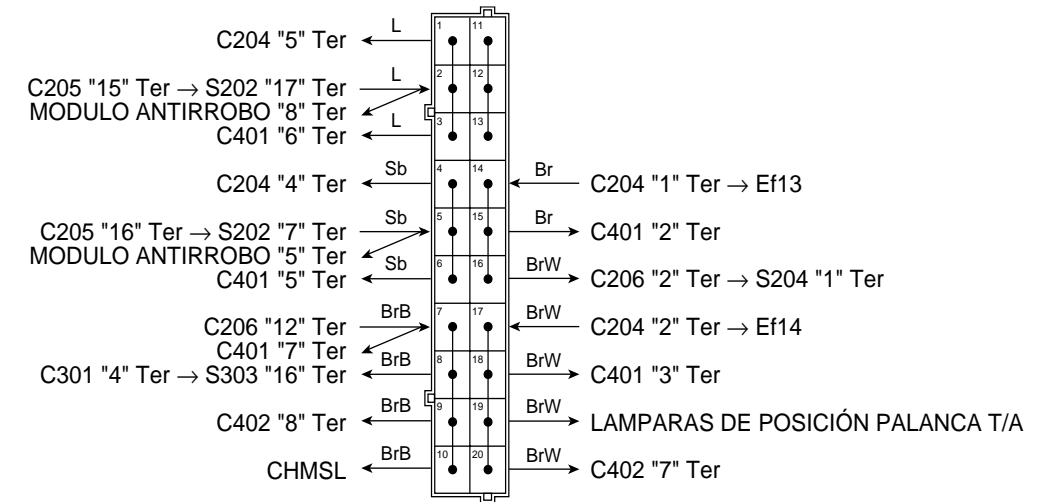 L
1
11
C204 "5" Ter
C205 "15" Ter → S202 "17" Ter
L
2
12
MODULO ANTIRROBO "8" Ter
C401 "6" Ter
L
3
13
C204 "4" Ter
Sb
4
14
Br
C204 "1" Ter → Ef13
C205 "16" Ter → S202 "7" Ter
Sb
5
15
Br
C401 "2" Ter
MODULO ANTIRROBO "5" Ter
C401 "5" Ter
Sb
6
16
BrW
C206 "2" Ter → S204 "1" Ter
C206 "12" Ter
BrB
7
17
BrW
C204 "2" Ter → Ef14
C401 "7" Ter
C301 "4" Ter → S303 "16" Ter
BrB
8
18
BrW
C401 "3" Ter
C402 "8" Ter
BrB
9
19
BrW
LAMPARAS DE POSICIÓN PALANCA T/A
CHMSL
BrB
10
20
BrW
C402 "7" Ter